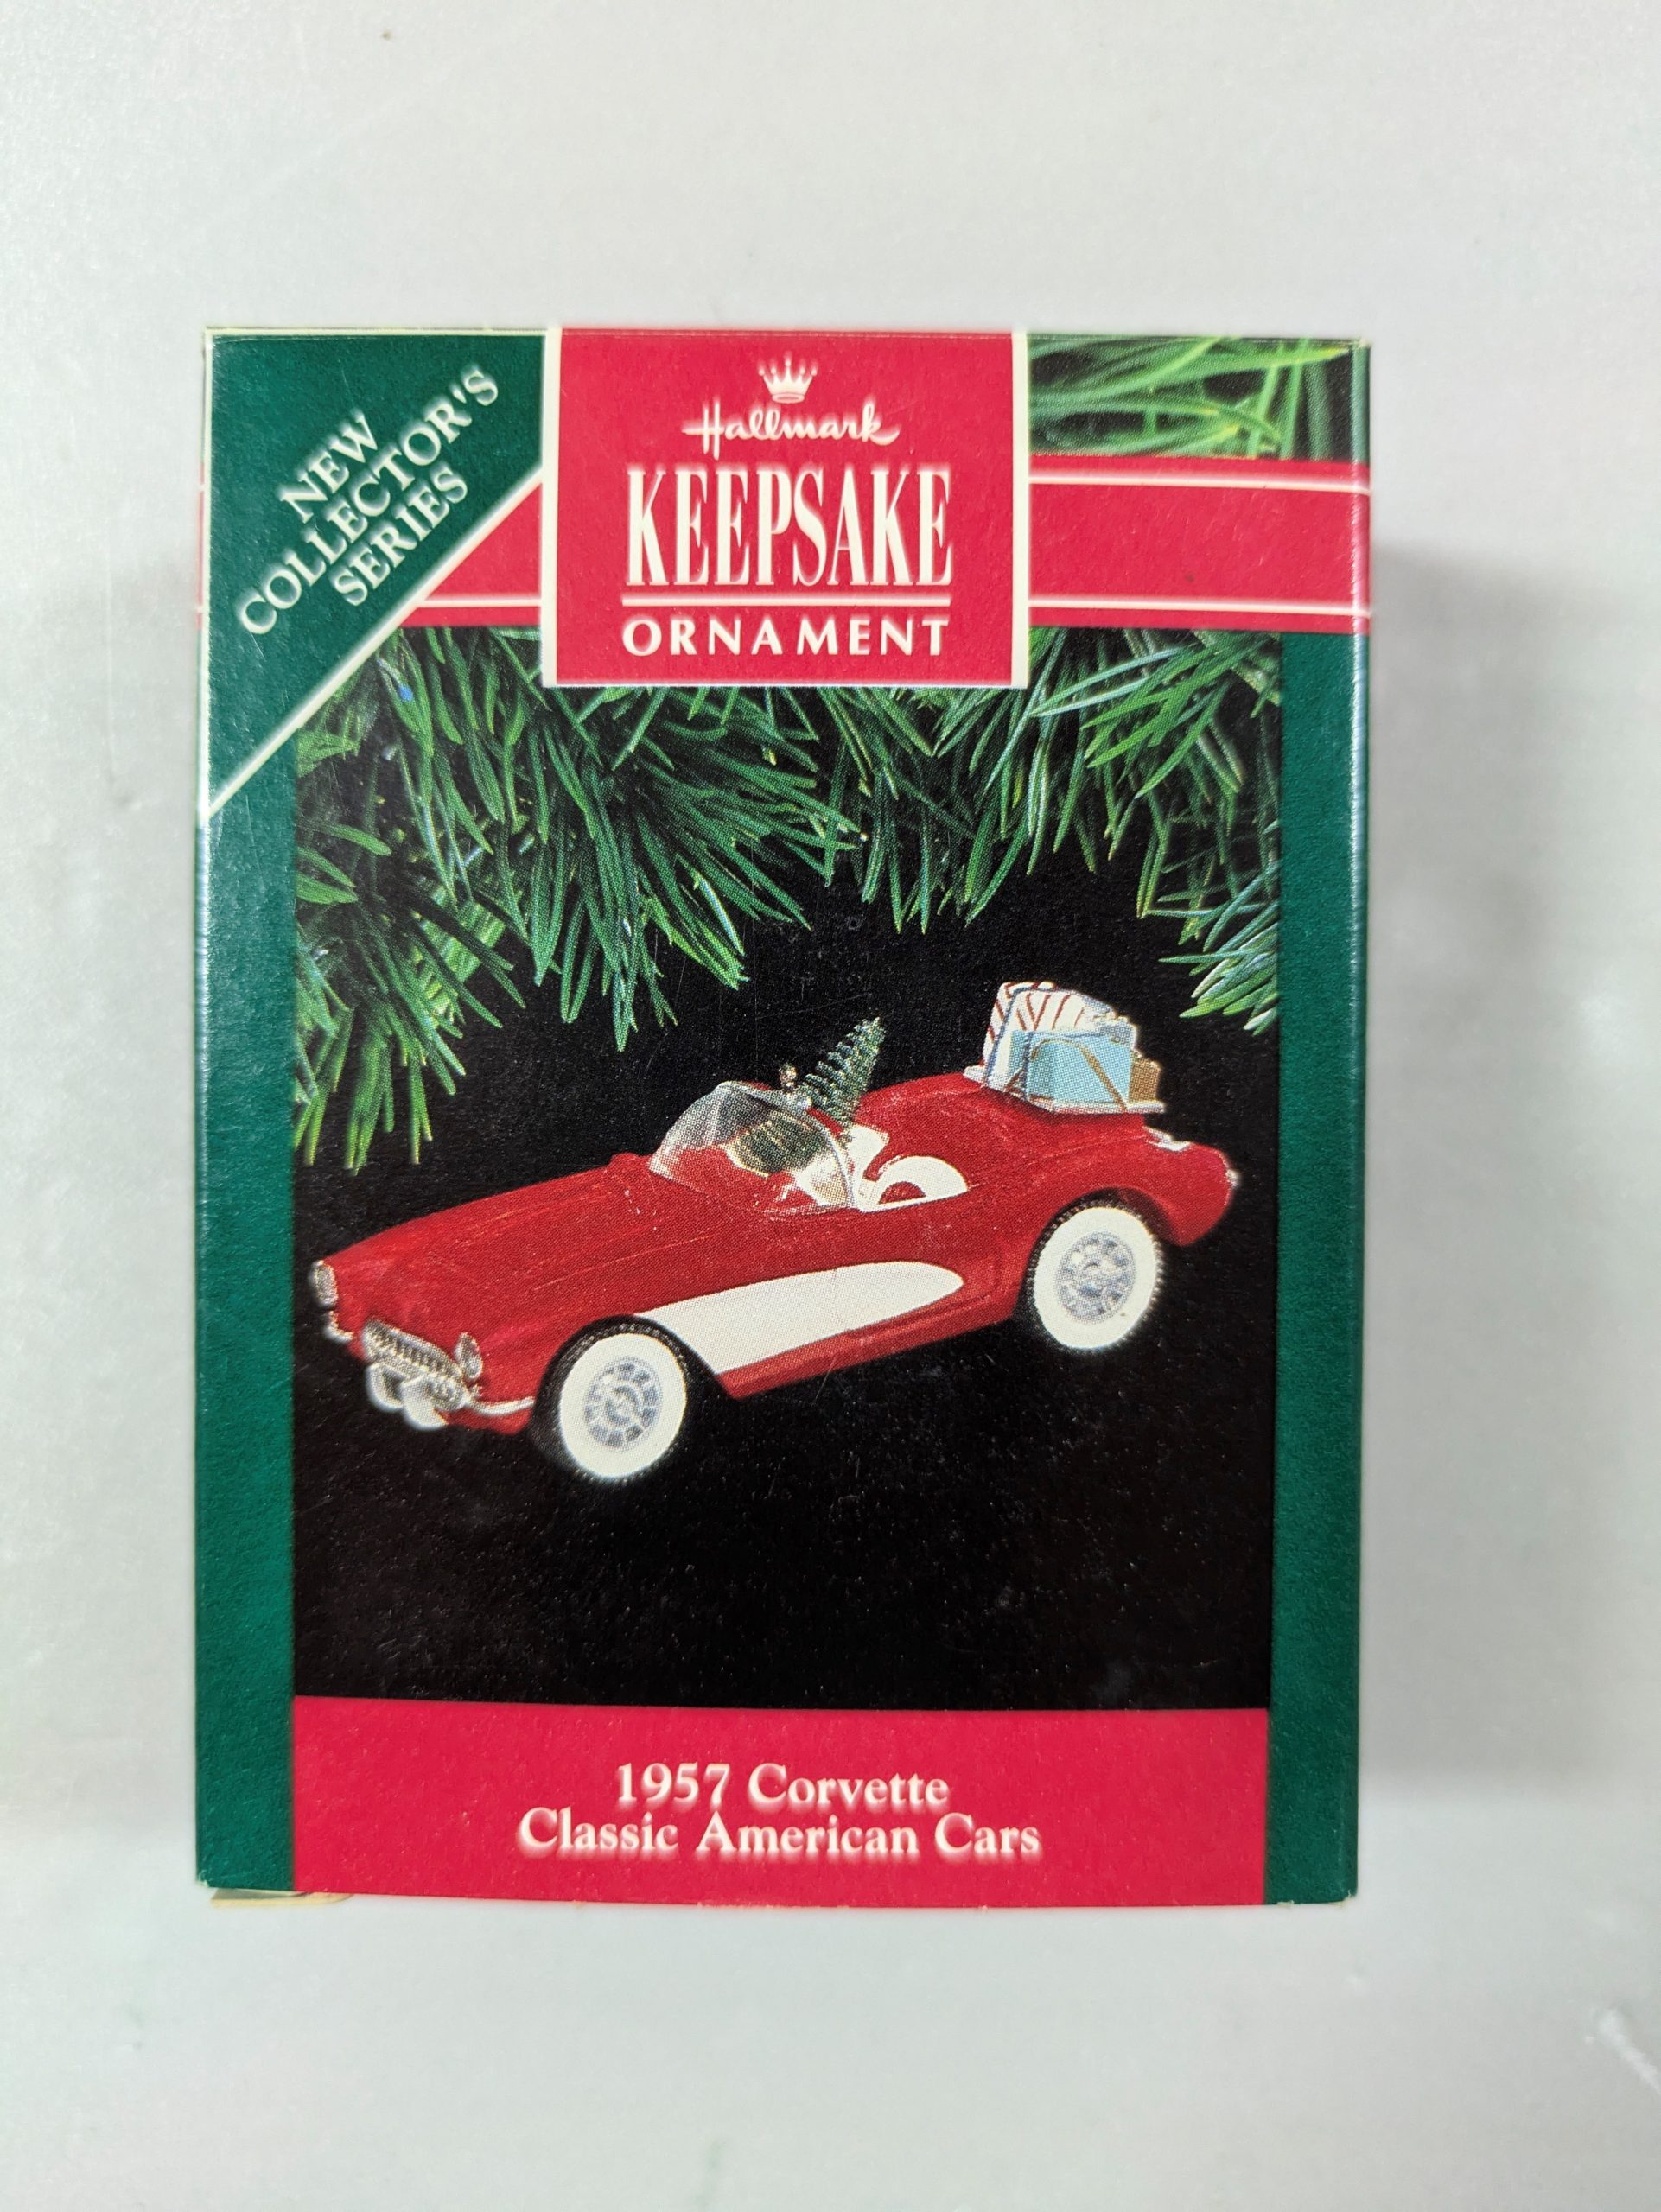 NEW
COLLECTOR'S
SERIES
Hallmark
KEEPSAKE
ORNAMENT
1957 Corvette
Classic American Cars